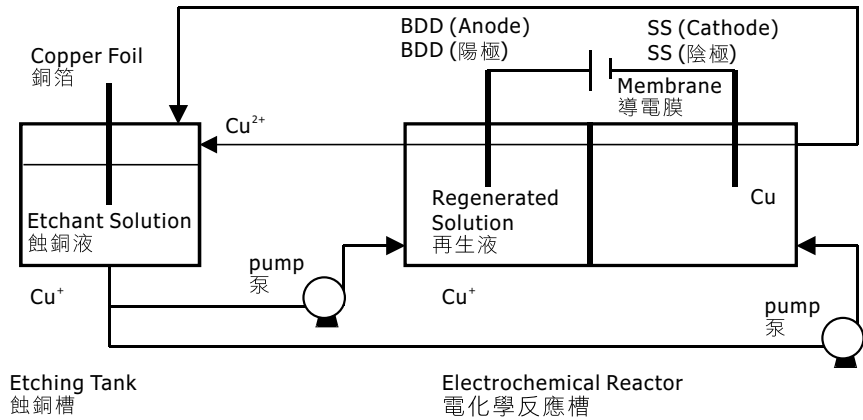 Copper Foil
銅箔
BDD (Anode)
BDD (陽極)
SS (Cathode)
SS (陰極)
Membrane
導電膜
Cu²⁺
Etchant Solution
蝕銅液
Regenerated
Solution
再生液
Cu
pump
泵
Cu⁺
Cu⁺
pump
泵
Etching Tank
蝕銅槽
Electrochemical Reactor
電化學反應槽